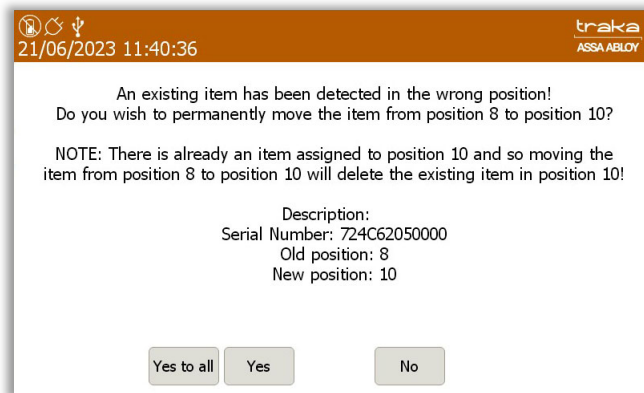 traka
21/06/2023 11:40:36
ASSA ABLOY
An existing item has been detected in the wrong position!
Do you wish to permanently move the item from position 8 to position 10?
NOTE: There is already an item assigned to position 10 and so moving the
item from position 8 to position 10 will delete the existing item in position 10!
Description:
Serial Number: 724C62050000
Old position: 8
New position: 10
Yes to all
Yes
No